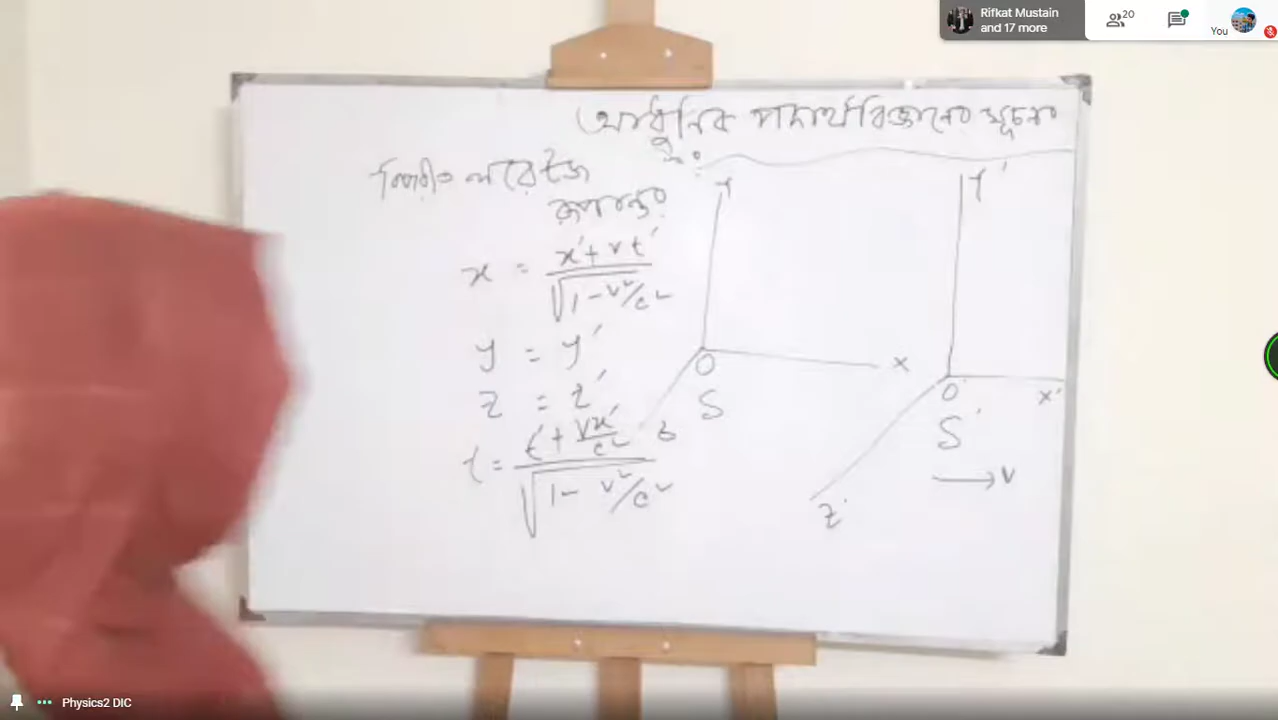 Rifkat Mustain
and 17 more
20
You
আধুনিক পদার্থবিজ্ঞানের সূচনা
বিপরীত লরেন্টজ
রূপান্তর
x = x' + vt' / √1 - v²/c²
y = y'
z = z'
t = t' + vx'/c² / √1 - v²/c²
Y
O
X
S
z
Y'
O'
X'
S'
→ v
Z'
Physics2 DIC